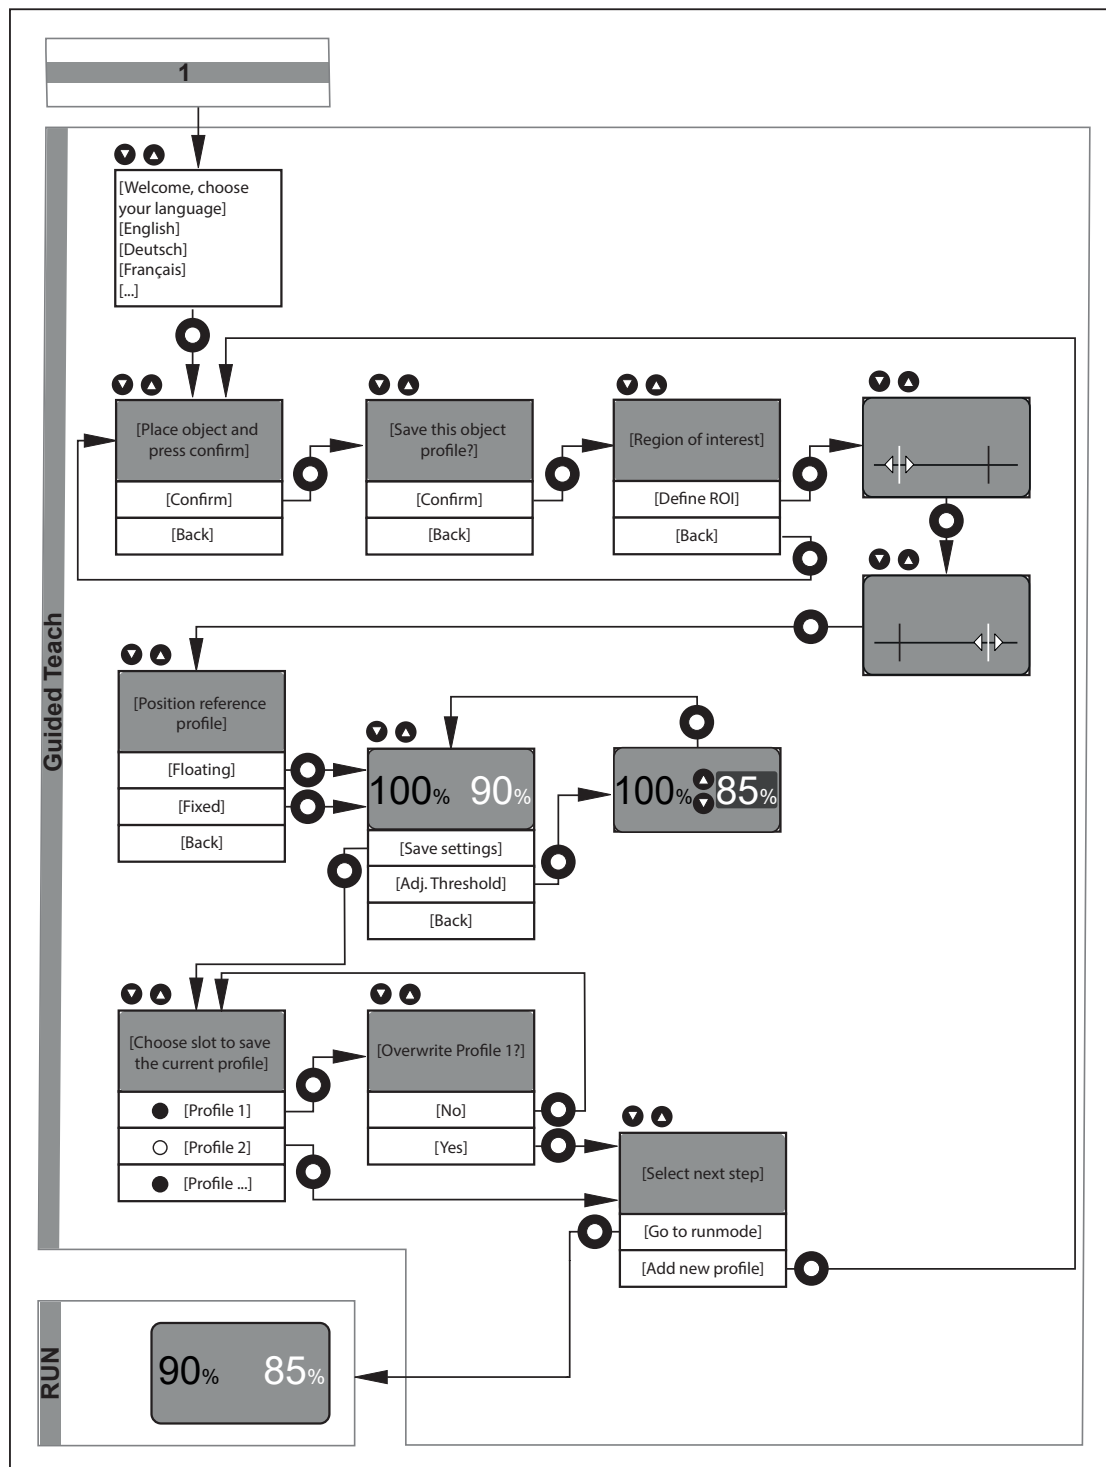 1
Guided Teach
[Welcome, choose
your language]
[English]
[Deutsch]
[Français]
[...]
[Place object and
press confirm]
[Confirm]
[Back]
[Save this object
profile?]
[Confirm]
[Back]
[Region of interest]
[Define ROI]
[Back]
[Position reference
profile]
[Floating]
[Fixed]
[Back]
100% 90%
[Save settings]
[Adj. Threshold]
[Back]
100% 85%
[Choose slot to save
the current profile]
[Profile 1]
[Profile 2]
[Profile ...]
[Overwrite Profile 1?]
[No]
[Yes]
[Select next step]
[Go to runmode]
[Add new profile]
RUN
90% 85%